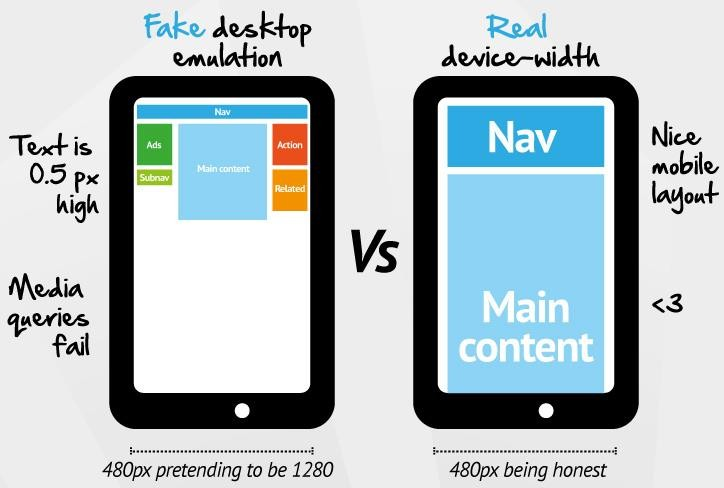 Fake desktop
emulation
Real
device-width
Text is
0.5 px
high
Media
queries
fail
Nav
Ads
Subnav
Main content
Action
Related
Vs
Nav
Main
content
Nice
mobile
layout
<3
480px pretending to be 1280
480px being honest